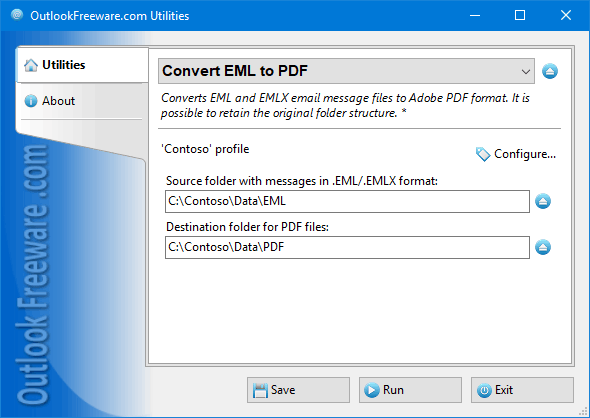 OutlookFreeware.com Utilities
Utilities
About
Outlook Freeware .com
Convert EML to PDF
Converts EML and EMLX email message files to Adobe PDF format. It is
possible to retain the original folder structure. *
'Contoso' profile
Configure...
Source folder with messages in .EML/.EMLX format:
C:\Contoso\Data\EML
Destination folder for PDF files:
C:\Contoso\Data\PDF
Save
Run
Exit